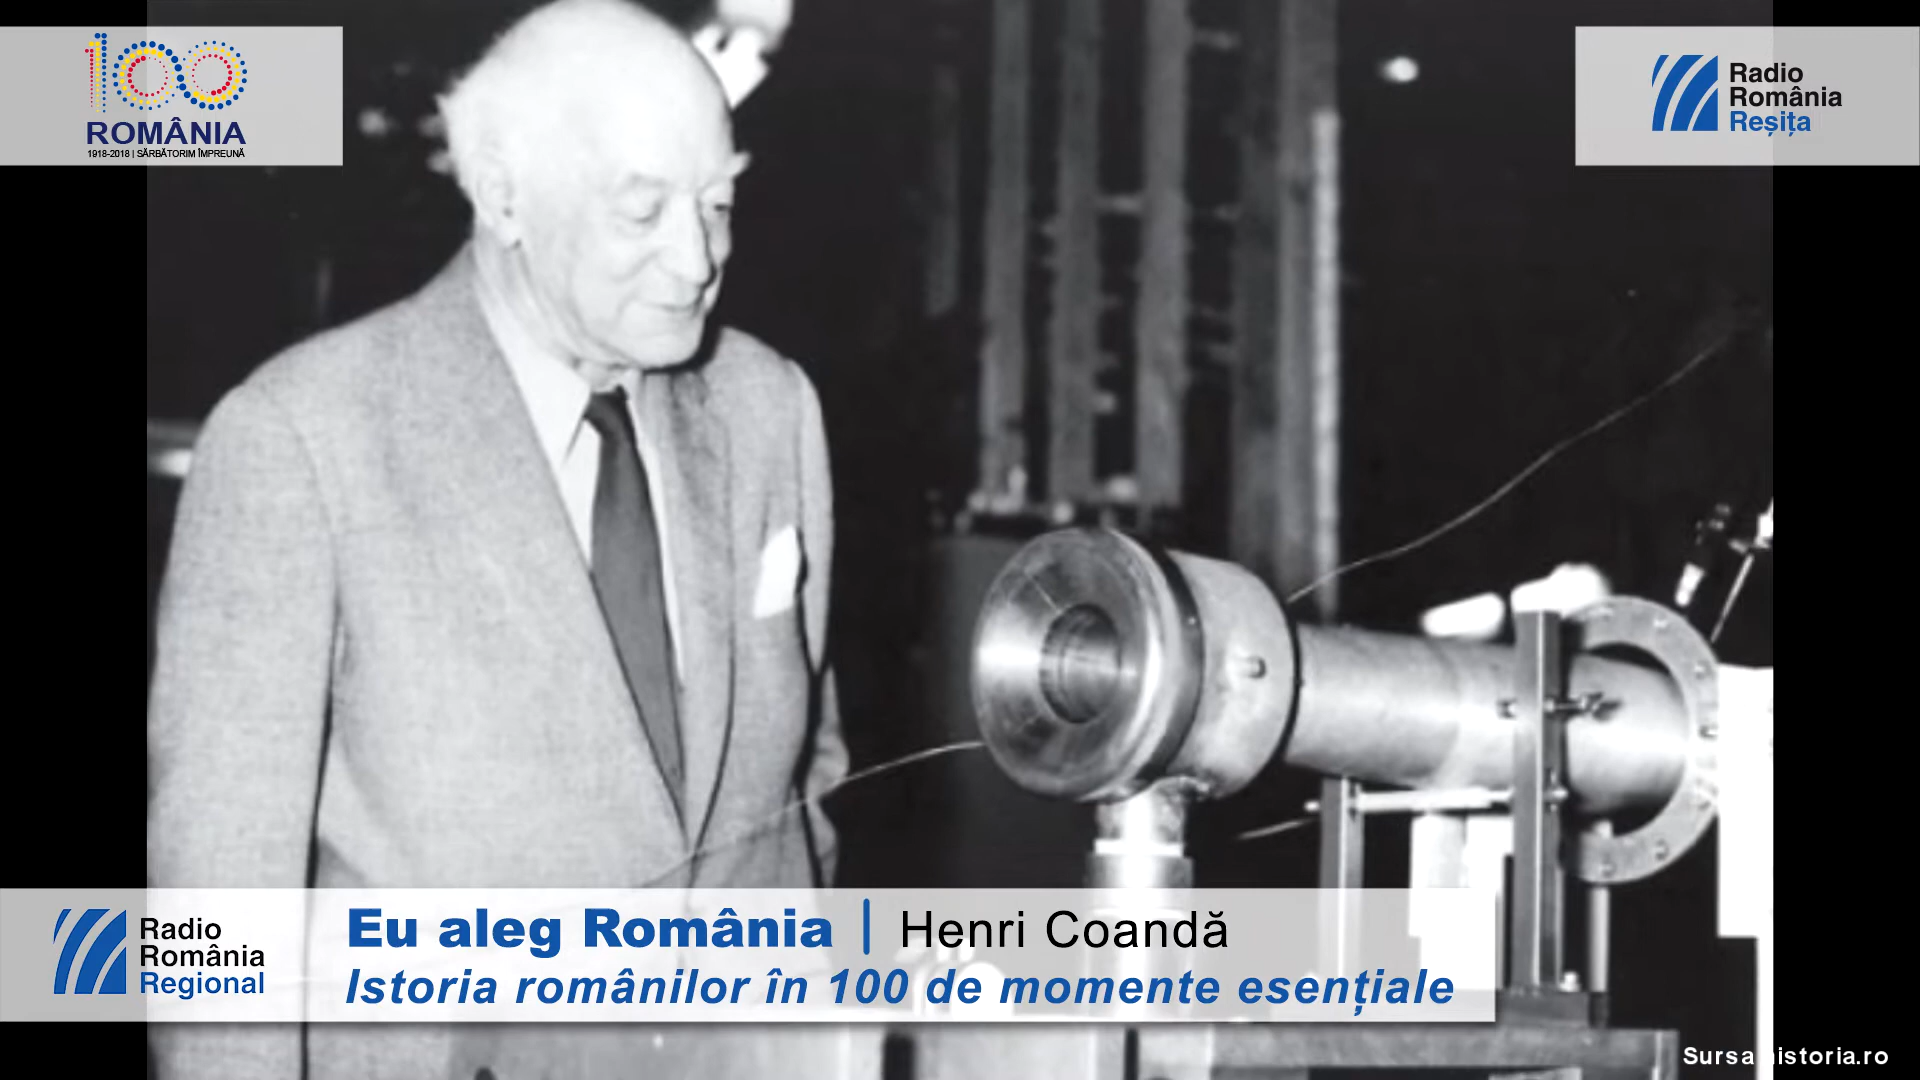 100
ROMÂNIA
1918-2018 | SĂRBĂTORIM ÎMPREUNĂ
Radio
România
Reșița
Radio
România
Regional
Eu aleg România | Henri Coandă
Istoria românilor în 100 de momente esențiale
Sursa historia.ro